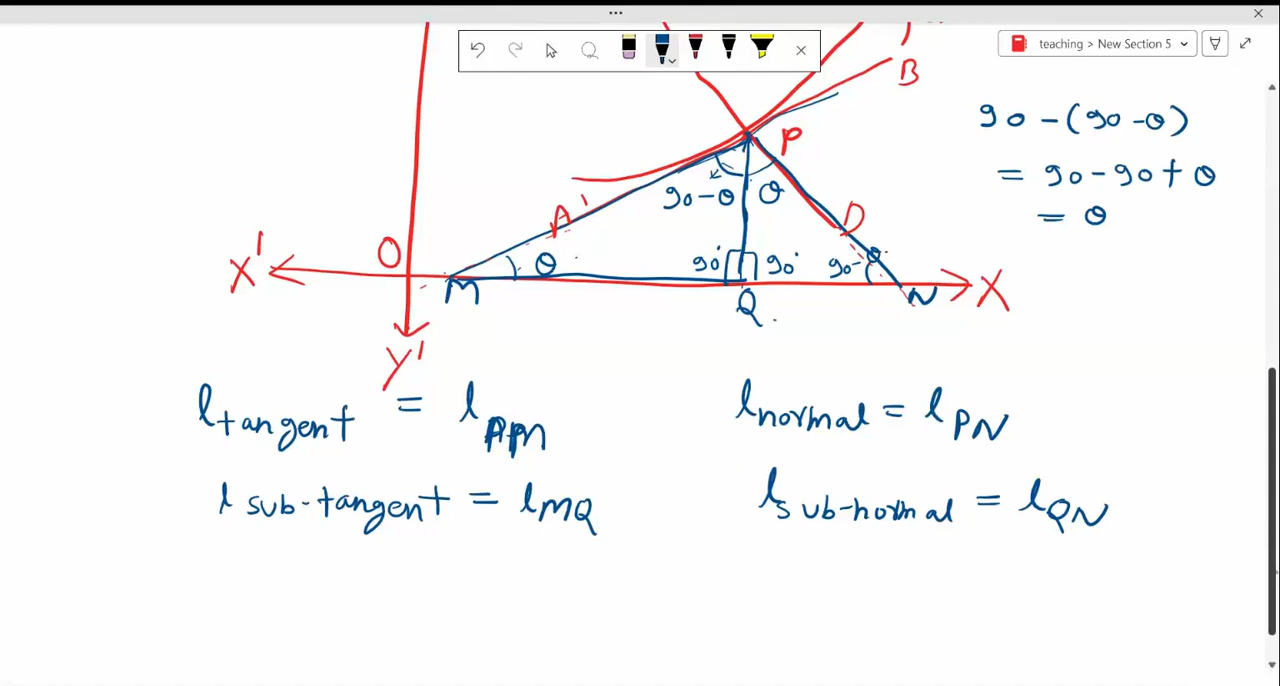 teaching > New Section 5
B
90 - (90 - θ)
P
= 90 - 90 + θ
90 - θ θ
= θ
A'
D
O
X'
θ
90° 90°
90 - θ
M
Q
N
X
Y'
l tangent = l PM
l normal = l PN
l sub-tangent = l MQ
l sub-normal = l QN